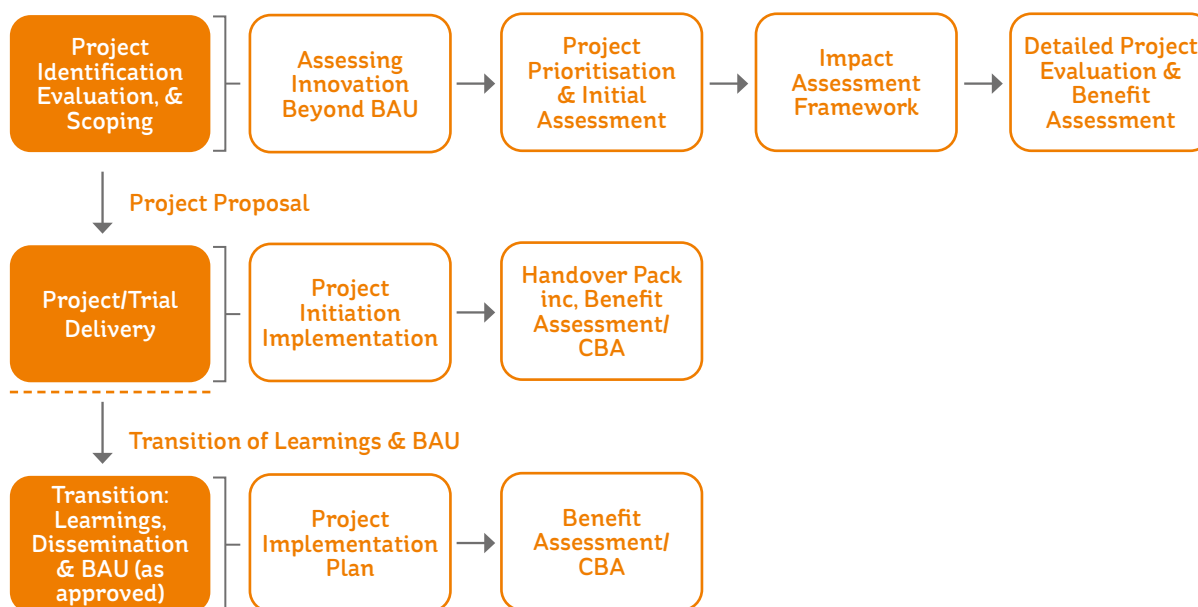 Project
Identification
Evaluation, &
Scoping
Assessing
Innovation
Beyond BAU
Project
Prioritisation
& Initial
Assessment
Impact
Assessment
Framework
Detailed Project
Evaluation &
Benefit
Assessment
Project Proposal
Project/Trial
Delivery
Project
Initiation
Implementation
Handover Pack
inc, Benefit
Assessment/
CBA
Transition of Learnings & BAU
Transition:
Learnings,
Dissemination
& BAU (as
approved)
Project
Implementation
Plan
Benefit
Assessment/
CBA